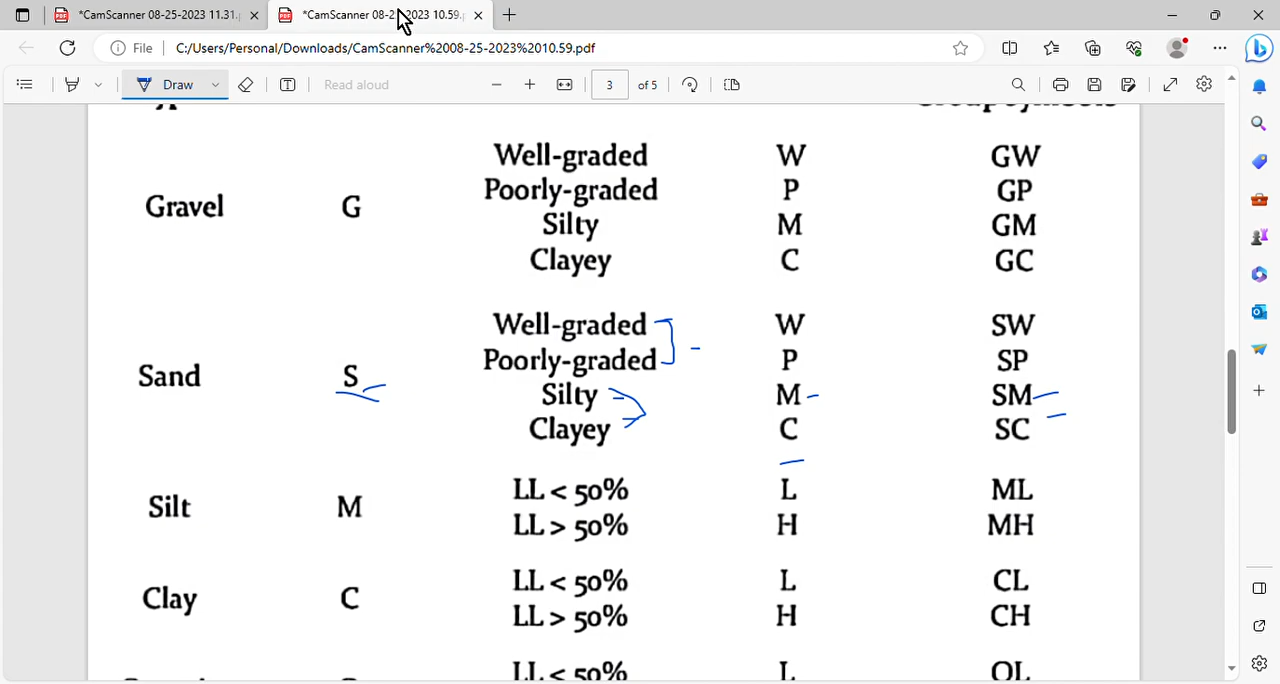 *CamScanner 08-25-2023 11.31.
*CamScanner 08-25-2023 10.59.
File
C:/Users/Personal/Downloads/CamScanner%2008-25-2023%2010.59.pdf
Draw
Read aloud
3 of 5
Gravel G Well-graded W GW
Poorly-graded P GP
Silty M GM
Clayey C GC
Sand S Well-graded W SW
Poorly-graded P SP
Silty M SM
Clayey C SC
Silt M LL < 50% L ML
LL > 50% H MH
Clay C LL < 50% L CL
LL > 50% H CH
LL < 50% L OL